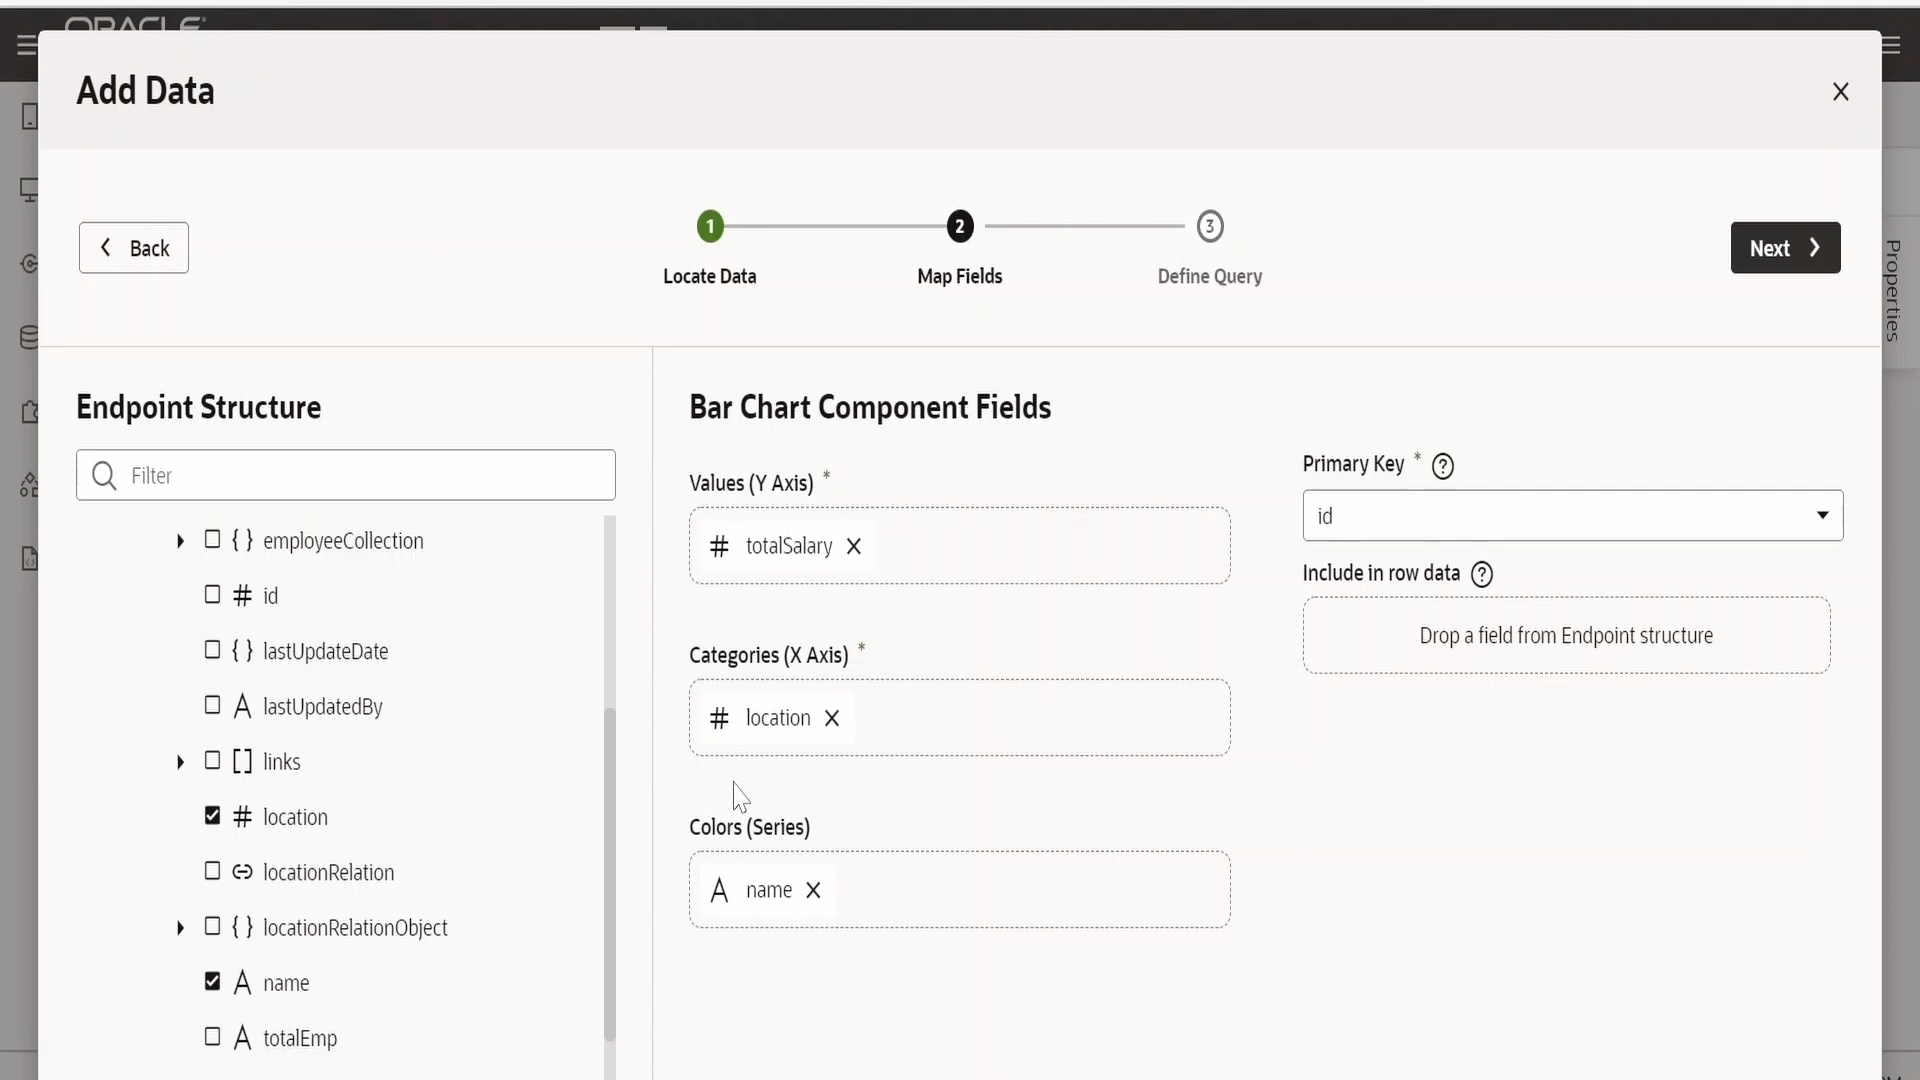 ORACLE
Add Data
Back
1
2
3
Locate Data
Map Fields
Define Query
Next
Properties
Endpoint Structure
Filter
employeeCollection
# id
lastUpdateDate
A lastUpdatedBy
links
# location
locationRelation
locationRelationObject
A name
A totalEmp
Bar Chart Component Fields
Values (Y Axis) *
# totalSalary
Categories (X Axis) *
# location
Colors (Series)
A name
Primary Key * ?
id
Include in row data ?
Drop a field from Endpoint structure